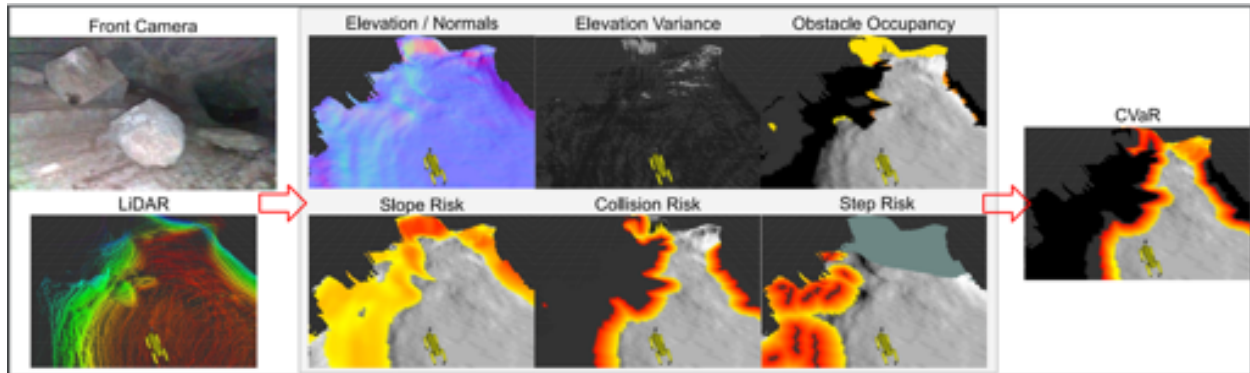 Front Camera
Elevation / Normals
Elevation Variance
Obstacle Occupancy
CVaR
LiDAR
Slope Risk
Collision Risk
Step Risk